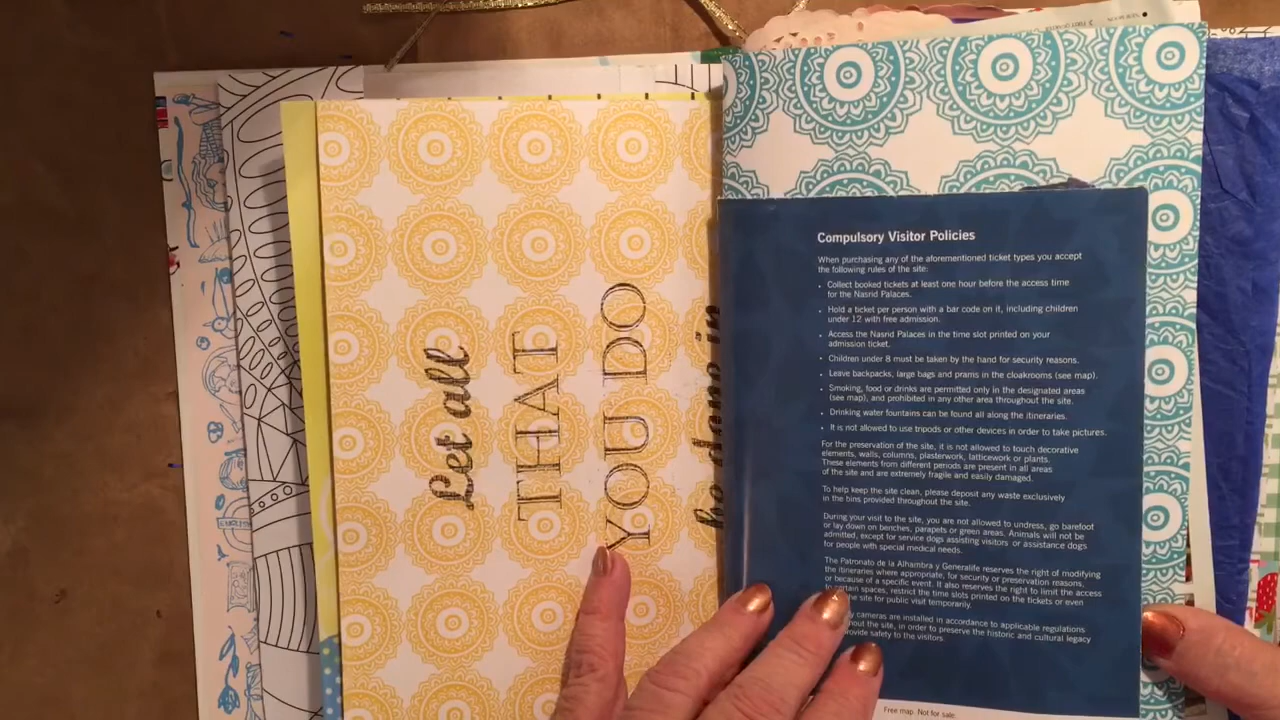 Let all
THAT
YOU DO
Compulsory Visitor Policies
When purchasing any of the aforementioned ticket types you accept
the following rules of the site:
• Collect booked tickets at least one hour before the access time
for the Nasrid Palaces.
• Hold a ticket per person with a bar code on it, including children
under 12 with free admission.
• Access the Nasrid Palaces in the time slot printed on your
admission ticket.
• Children under 8 must be taken by the hand for security reasons.
• Leave backpacks, large bags and prams in the cloakrooms (see map).
• Smoking, food or drinks are permitted only in the designated areas
(see map), and prohibited in any other area throughout the site.
• Drinking water fountains can be found all along the itineraries.
• It is not allowed to use tripods or other devices in order to take pictures.
For the preservation of the site, it is not allowed to touch decorative
elements, walls, columns, plasterwork, latticework or plants.
These elements from different periods are present in all areas
of the site and are extremely fragile and easily damaged.
To help keep the site clean, please deposit any waste exclusively
in the bins provided throughout the site.
During your visit to the site, you are not allowed to undress, go barefoot
or lay down on benches, parapets or green areas. Animals will not be
admitted, except for service dogs assisting visitors or assistance dogs
for people with special medical needs.
The Patronato de la Alhambra y Generalife reserves the right of modifying
the itineraries where appropriate, for security or preservation reasons,
or because of a specific event. It also reserves the right to limit the access
to certain spaces, restrict the time slots printed on the tickets or even
the site for public visit temporarily.
cameras are installed in accordance to applicable regulations
in order to preserve the historic and cultural legacy
provide safety to the visitors.
Free map. Not for sale.
ENGLISH